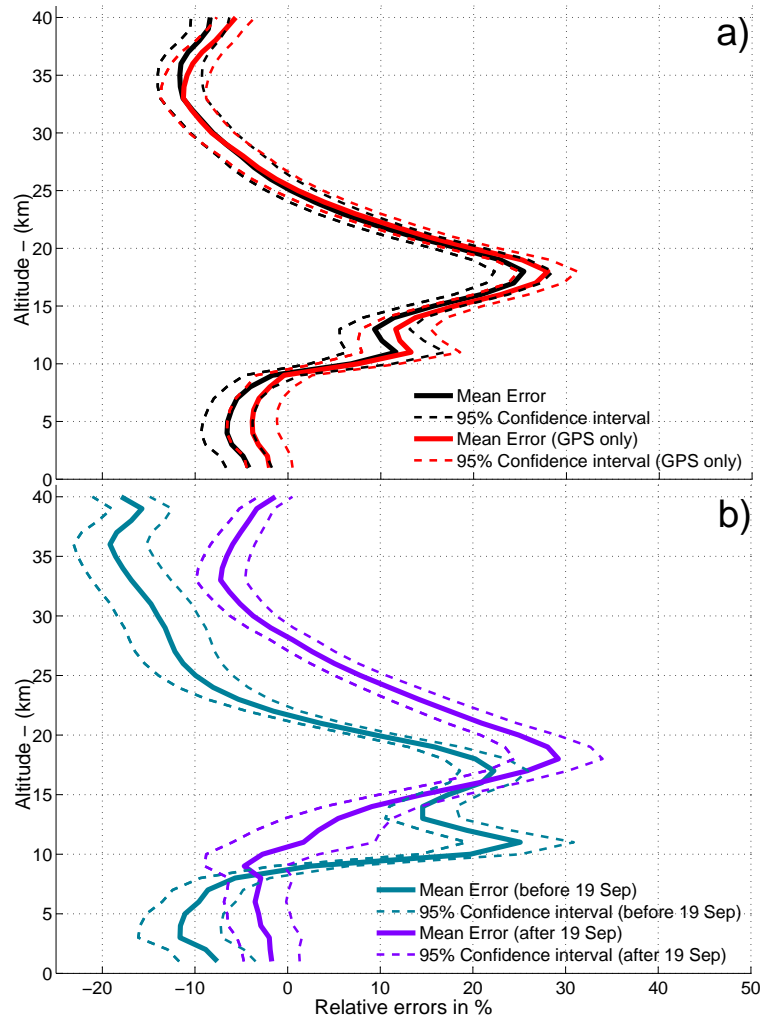 40
a)
35
30
25
20
15
10
5
0
Altitude – (km)
Mean Error
95% Confidence interval
Mean Error (GPS only)
95% Confidence interval (GPS only)
40
b)
35
30
25
20
15
10
5
0
Altitude – (km)
Mean Error (before 19 Sep)
95% Confidence interval (before 19 Sep)
Mean Error (after 19 Sep)
95% Confidence interval (after 19 Sep)
−20 −10 0 10 20 30 40 50
Relative errors in %